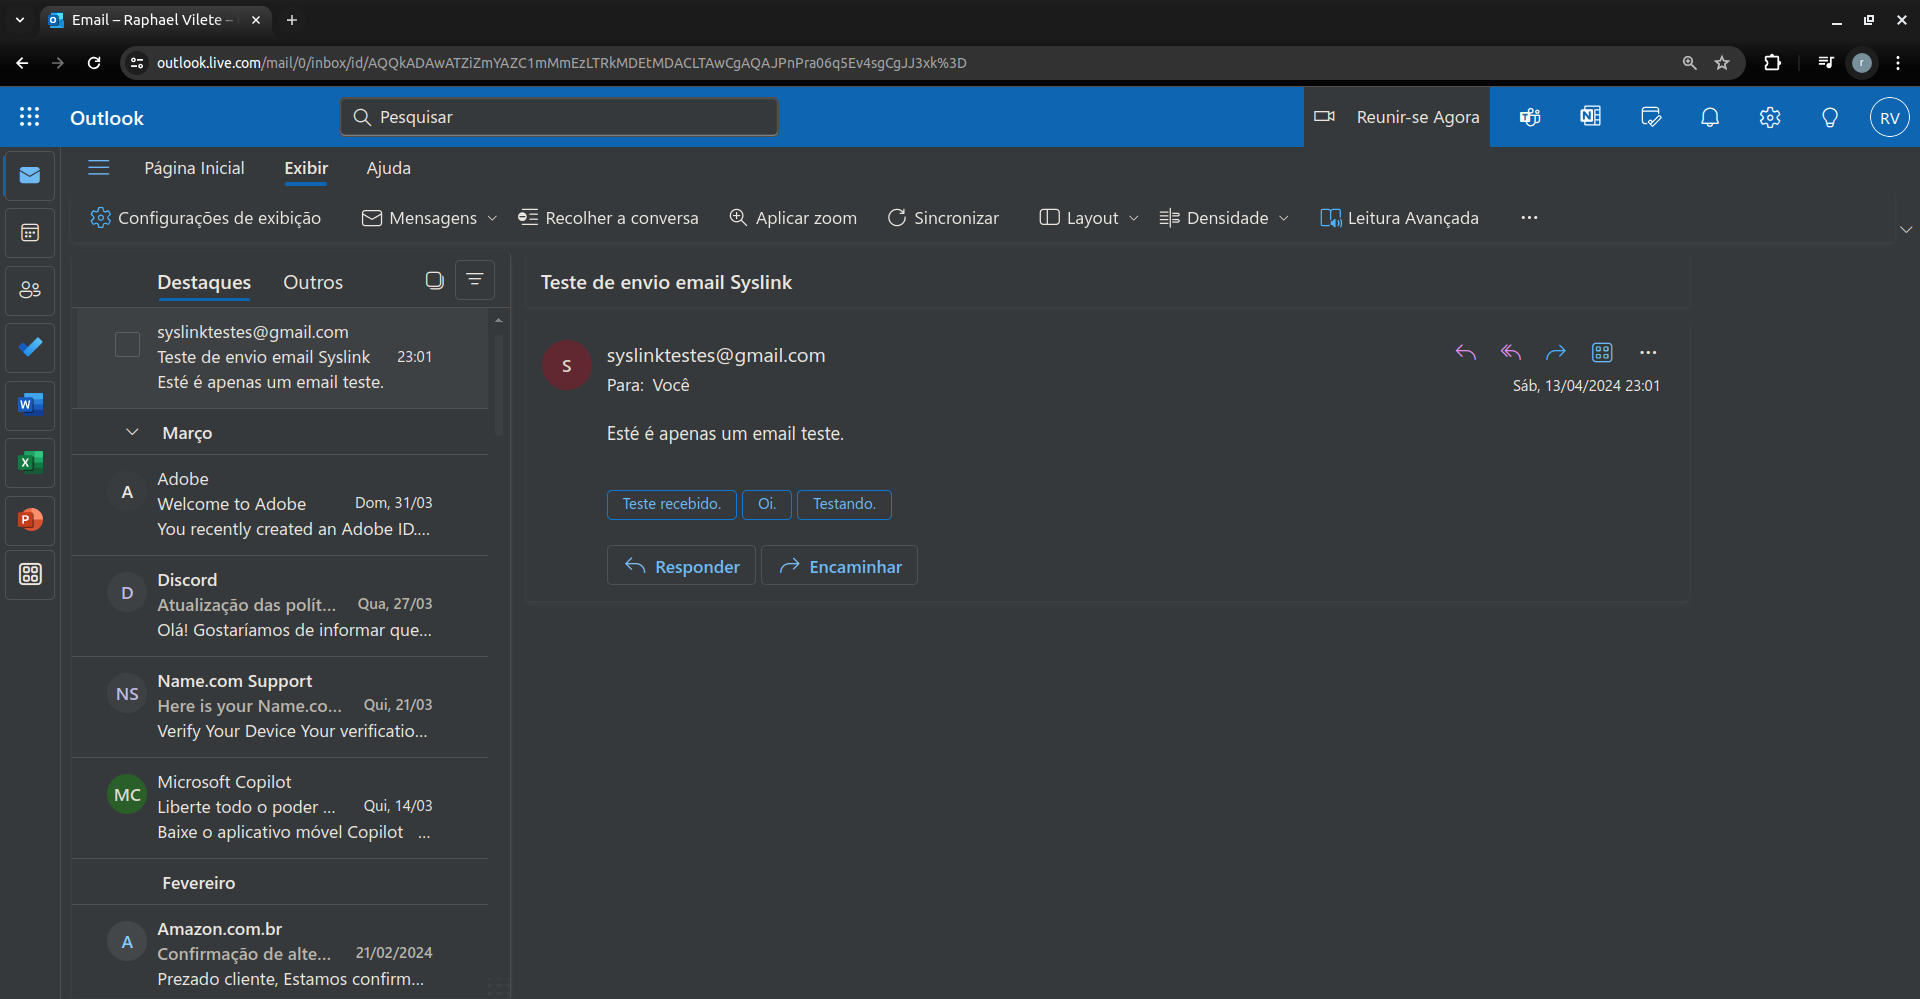 Email – Raphael Vilete –
outlook.live.com/mail/0/inbox/id/AQQkADAwATZiZmYAZC1mMmEzLTRkMDEtMDACLTAwCgAQAJPnPra06q5Ev4sgCgJJ3xk%3D
r
Outlook
Pesquisar
Reunir-se Agora
RV
Página Inicial
Exibir
Ajuda
Configurações de exibição
Mensagens
Recolher a conversa
Aplicar zoom
Sincronizar
Layout
Densidade
Leitura Avançada
Destaques
Outros
syslinktestes@gmail.com
Teste de envio email Syslink 23:01
Esté é apenas um email teste.
Março
A
Adobe
Welcome to Adobe Dom, 31/03
You recently created an Adobe ID....
D
Discord
Atualização das polít... Qua, 27/03
Olá! Gostaríamos de informar que...
NS
Name.com Support
Here is your Name.co... Qui, 21/03
Verify Your Device Your verificatio...
MC
Microsoft Copilot
Liberte todo o poder ... Qui, 14/03
Baixe o aplicativo móvel Copilot ...
Fevereiro
A
Amazon.com.br
Confirmação de alte... 21/02/2024
Prezado cliente, Estamos confirm...
Teste de envio email Syslink
S
syslinktestes@gmail.com
Para: Você
Sáb, 13/04/2024 23:01
Esté é apenas um email teste.
Teste recebido.
Oi.
Testando.
Responder
Encaminhar